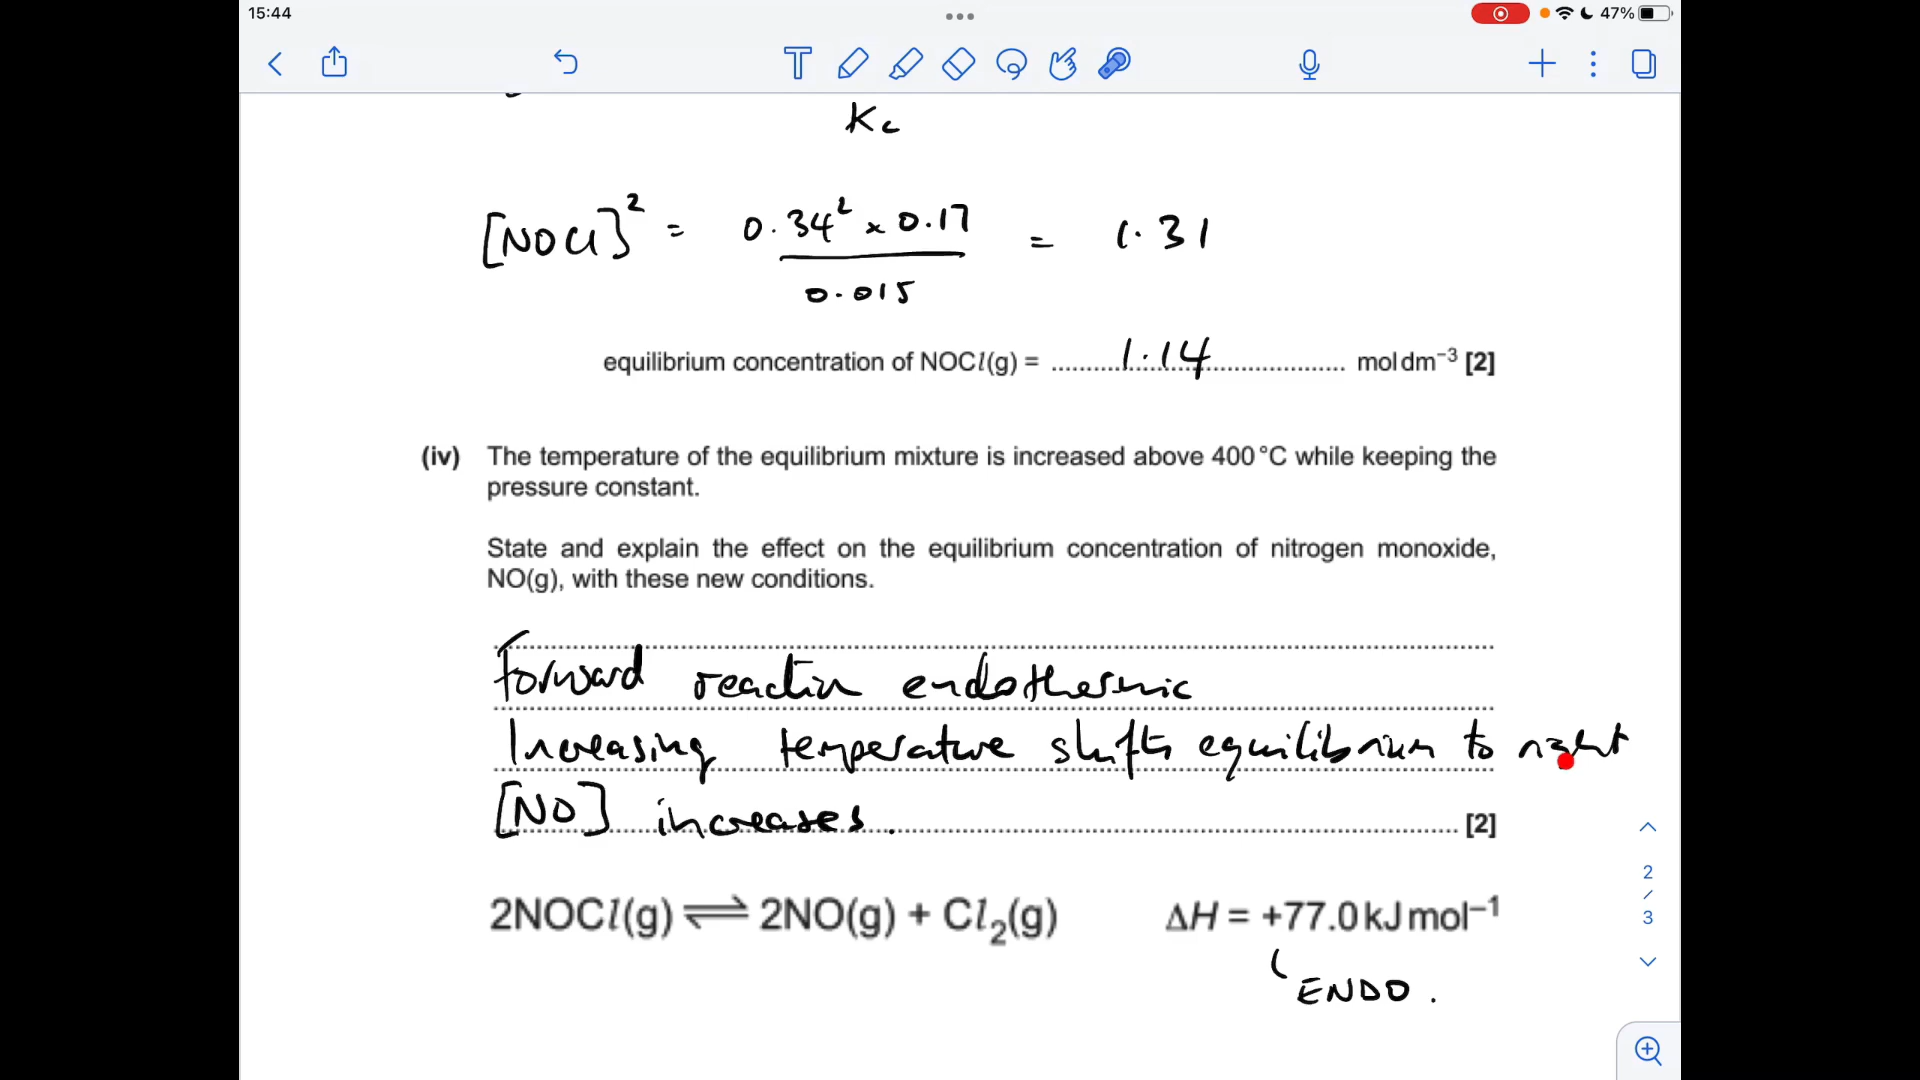 15:44
47%
Kc
[NOCl]² = 0.34² x 0.17 / 0.015 = 1.31
equilibrium concentration of NOCl(g) = 1.14 mol dm⁻³ [2]
(iv) The temperature of the equilibrium mixture is increased above 400 °C while keeping the
pressure constant.
State and explain the effect on the equilibrium concentration of nitrogen monoxide,
NO(g), with these new conditions.
Forward reaction endothermic
Increasing temperature shifts equilibrium to right
[NO] increases. [2]
2NOCl(g) ⇌ 2NO(g) + Cl₂(g) ΔH = +77.0 kJ mol⁻¹
ENDO.
2
/
3